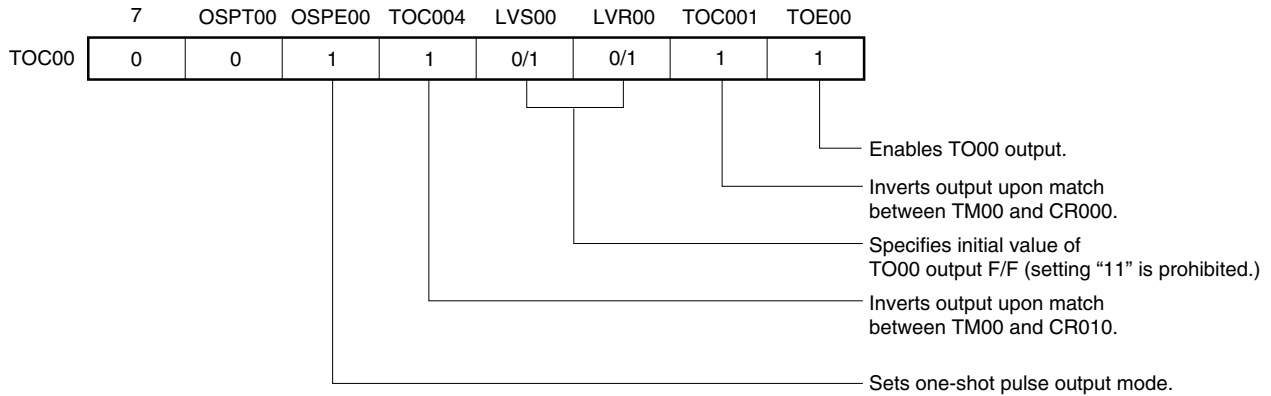 7 OSPT00 OSPE00 TOC004 LVS00 LVR00 TOC001 TOE00
TOC00 0 0 1 1 0/1 0/1 1 1
Enables TO00 output.
Inverts output upon match
between TM00 and CR000.
Specifies initial value of
TO00 output F/F (setting “11” is prohibited.)
Inverts output upon match
between TM00 and CR010.
Sets one-shot pulse output mode.